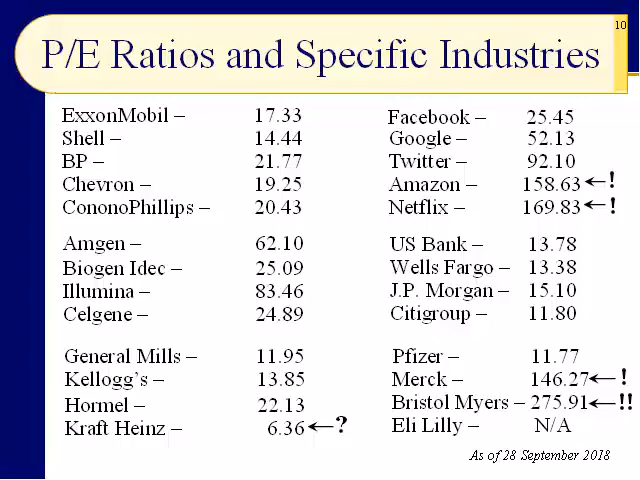 10
P/E Ratios and Specific Industries
ExxonMobil – 17.33
Shell – 14.44
BP – 21.77
Chevron – 19.25
CononoPhillips – 20.43
Amgen – 62.10
Biogen Idec – 25.09
Illumina – 83.46
Celgene – 24.89
General Mills – 11.95
Kellogg's – 13.85
Hormel – 22.13
Kraft Heinz – 6.36 ←?
Facebook – 25.45
Google – 52.13
Twitter – 92.10
Amazon – 158.63 ←!
Netflix – 169.83 ←!
US Bank – 13.78
Wells Fargo – 13.38
J.P. Morgan – 15.10
Citigroup – 11.80
Pfizer – 11.77
Merck – 146.27 ←!
Bristol Myers – 275.91 ←!!
Eli Lilly – N/A
As of 28 September 2018